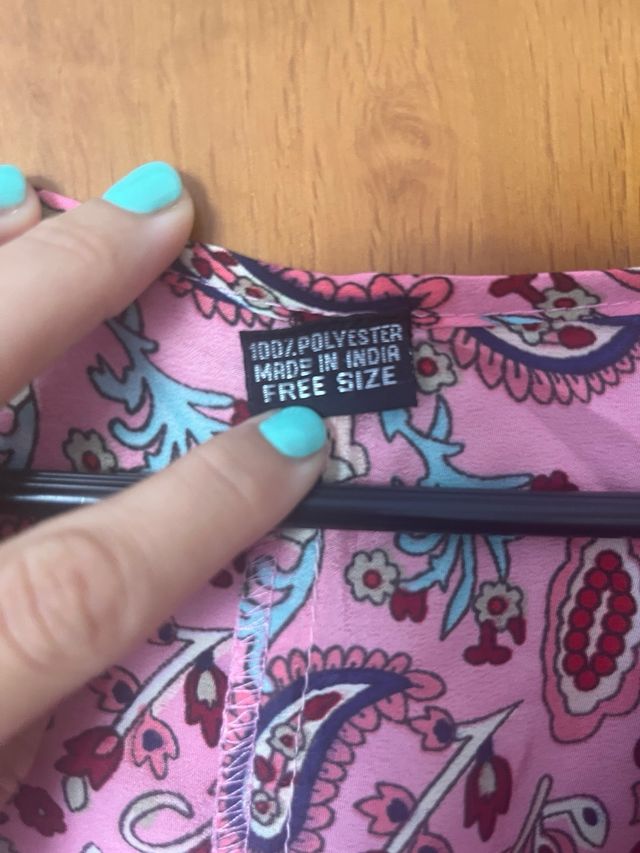 100% POLYESTER
MADE IN INDIA
FREE SIZE